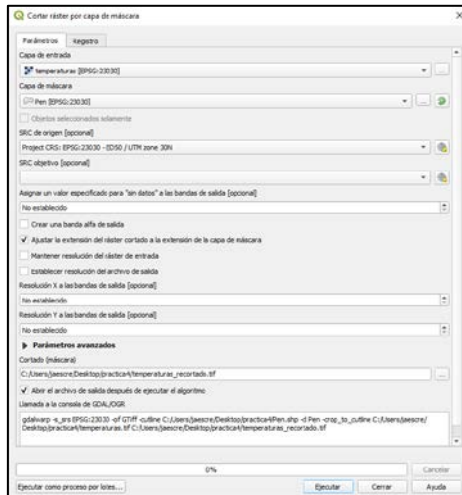 Cortar ráster por capa de máscara
Parámetros Registro
Capa de entrada
temperaturas [EPSG:23030]
Capa de máscara
Pen [EPSG:23030]
Objetos seleccionados solamente
SRC de origen [opcional]
Project CRS: EPSG:23030 - ED50 / UTM zone 30N
SRC objetivo [opcional]
Asignar un valor especificado para "sin datos" a las bandas de salida [opcional]
No establecido
Crear una banda alfa de salida
Ajustar la extensión del ráster cortado a la extensión de la capa de máscara
Mantener resolución del ráster de entrada
Establecer resolución del archivo de salida
Resolución X a las bandas de salida [opcional]
No establecido
Resolución Y a las bandas de salida [opcional]
No establecido
Parámetros avanzados
Cortado (máscara)
C:/Users/jaescre/Desktop/practica4/temperaturas_recortado.tif
Abrir el archivo de salida después de ejecutar el algoritmo
Llamada a la consola de GDAL/OGR
gdalwarp -s_srs EPSG:23030 -of GTiff -cutline C:/Users/jaescre/Desktop/practica4/Pen.shp -cl Pen -crop_to_cutline C:/Users/jaescre/
Desktop/practica4/temperaturas.tif C:/Users/jaescre/Desktop/practica4/temperaturas_recortado.tif
0% Cancelar
Ejecutar como proceso por lotes... Ejecutar Cerrar Ayuda